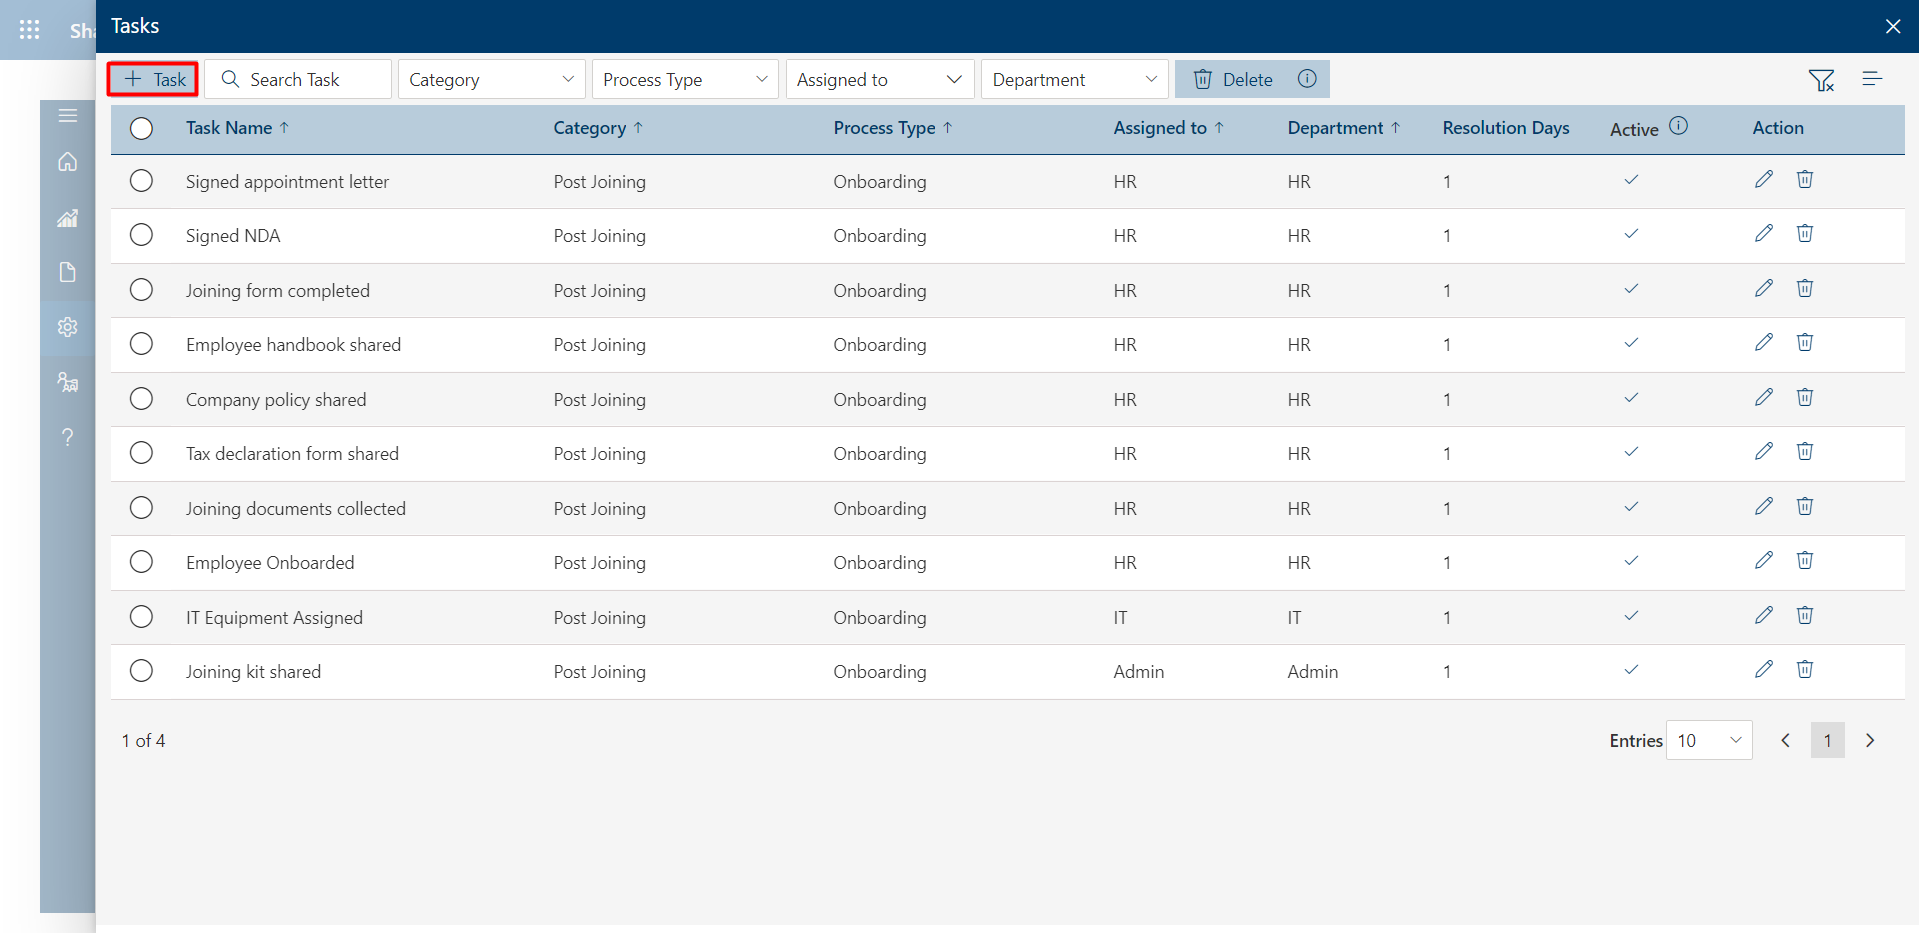 Sha
Tasks
Task
Search Task
Category
Process Type
Assigned to
Department
Delete
Task Name Category Process Type Assigned to Department Resolution Days Active Action
Signed appointment letter Post Joining Onboarding HR HR 1
Signed NDA Post Joining Onboarding HR HR 1
Joining form completed Post Joining Onboarding HR HR 1
Employee handbook shared Post Joining Onboarding HR HR 1
Company policy shared Post Joining Onboarding HR HR 1
Tax declaration form shared Post Joining Onboarding HR HR 1
Joining documents collected Post Joining Onboarding HR HR 1
Employee Onboarded Post Joining Onboarding HR HR 1
IT Equipment Assigned Post Joining Onboarding IT IT 1
Joining kit shared Post Joining Onboarding Admin Admin 1
1 of 4
Entries 10 1